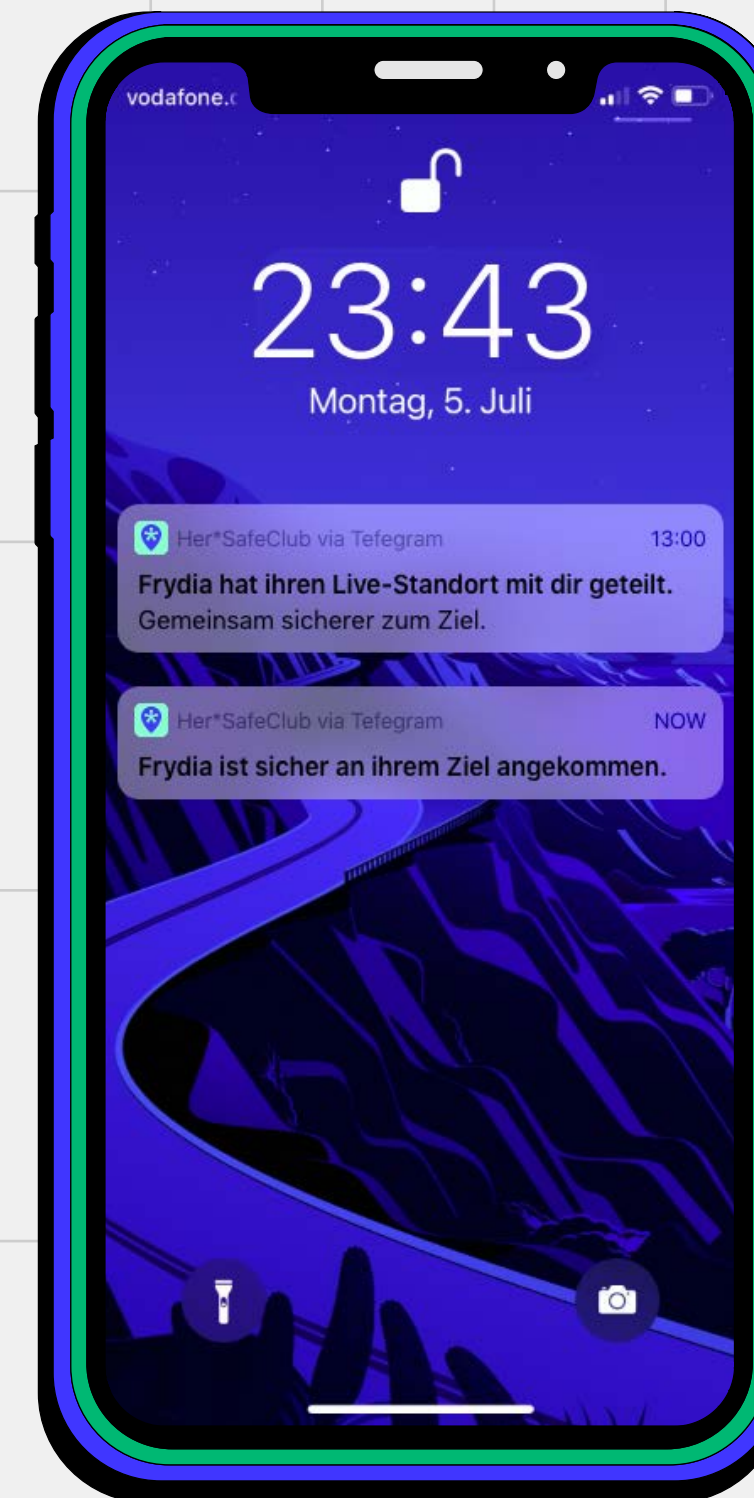 vodafone.
23:43
Montag, 5. Juli
Her*SafeClub via Tefegram 13:00
Frydia hat ihren Live-Standort mit dir geteilt.
Gemeinsam sicherer zum Ziel.
Her*SafeClub via Tefegram NOW
Frydia ist sicher an ihrem Ziel angekommen.